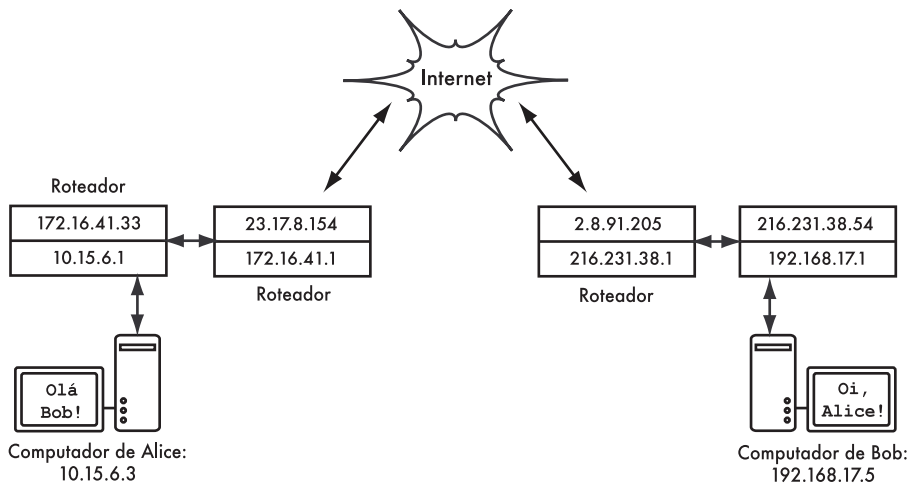 Internet
Roteador
172.16.41.33
10.15.6.1
23.17.8.154
172.16.41.1
Roteador
2.8.91.205
216.231.38.1
Roteador
216.231.38.54
192.168.17.1
Olá
Bob!
Computador de Alice:
10.15.6.3
Oi,
Alice!
Computador de Bob:
192.168.17.5